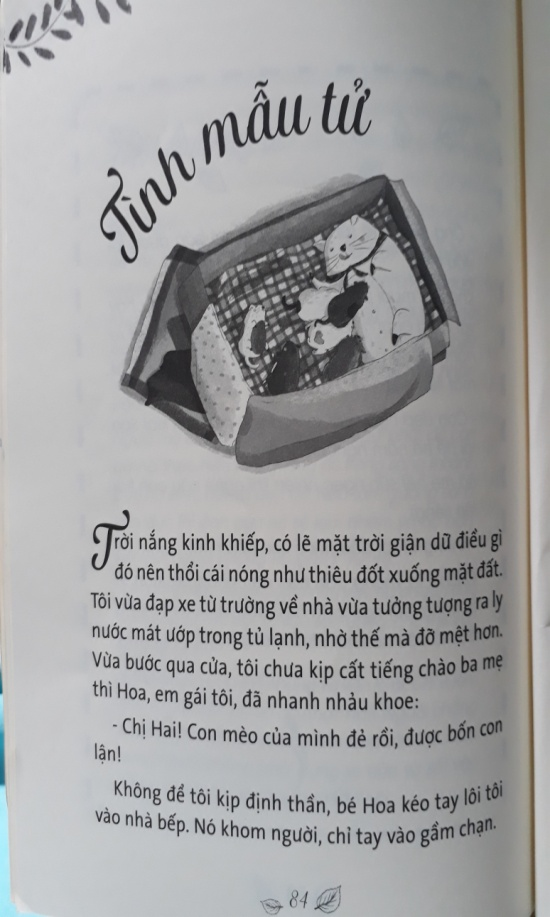 Tình mẫu tử
Trời nắng kinh khiếp, có lẽ mặt trời giận dữ điều gì
đó nên thổi cái nóng như thiêu đốt xuống mặt đất.
Tôi vừa đạp xe từ trường về nhà vừa tưởng tượng ra ly
nước mát ướp trong tủ lạnh, nhờ thế mà đỡ mệt hơn.
Vừa bước qua cửa, tôi chưa kịp cất tiếng chào ba mẹ
thì Hoa, em gái tôi, đã nhanh nhảu khoe:
- Chị Hai! Con mèo của mình đẻ rồi, được bốn con
lận!
Không để tôi kịp định thần, bé Hoa kéo tay lôi tôi
vào nhà bếp. Nó khom người, chỉ tay vào gầm chạn.
84